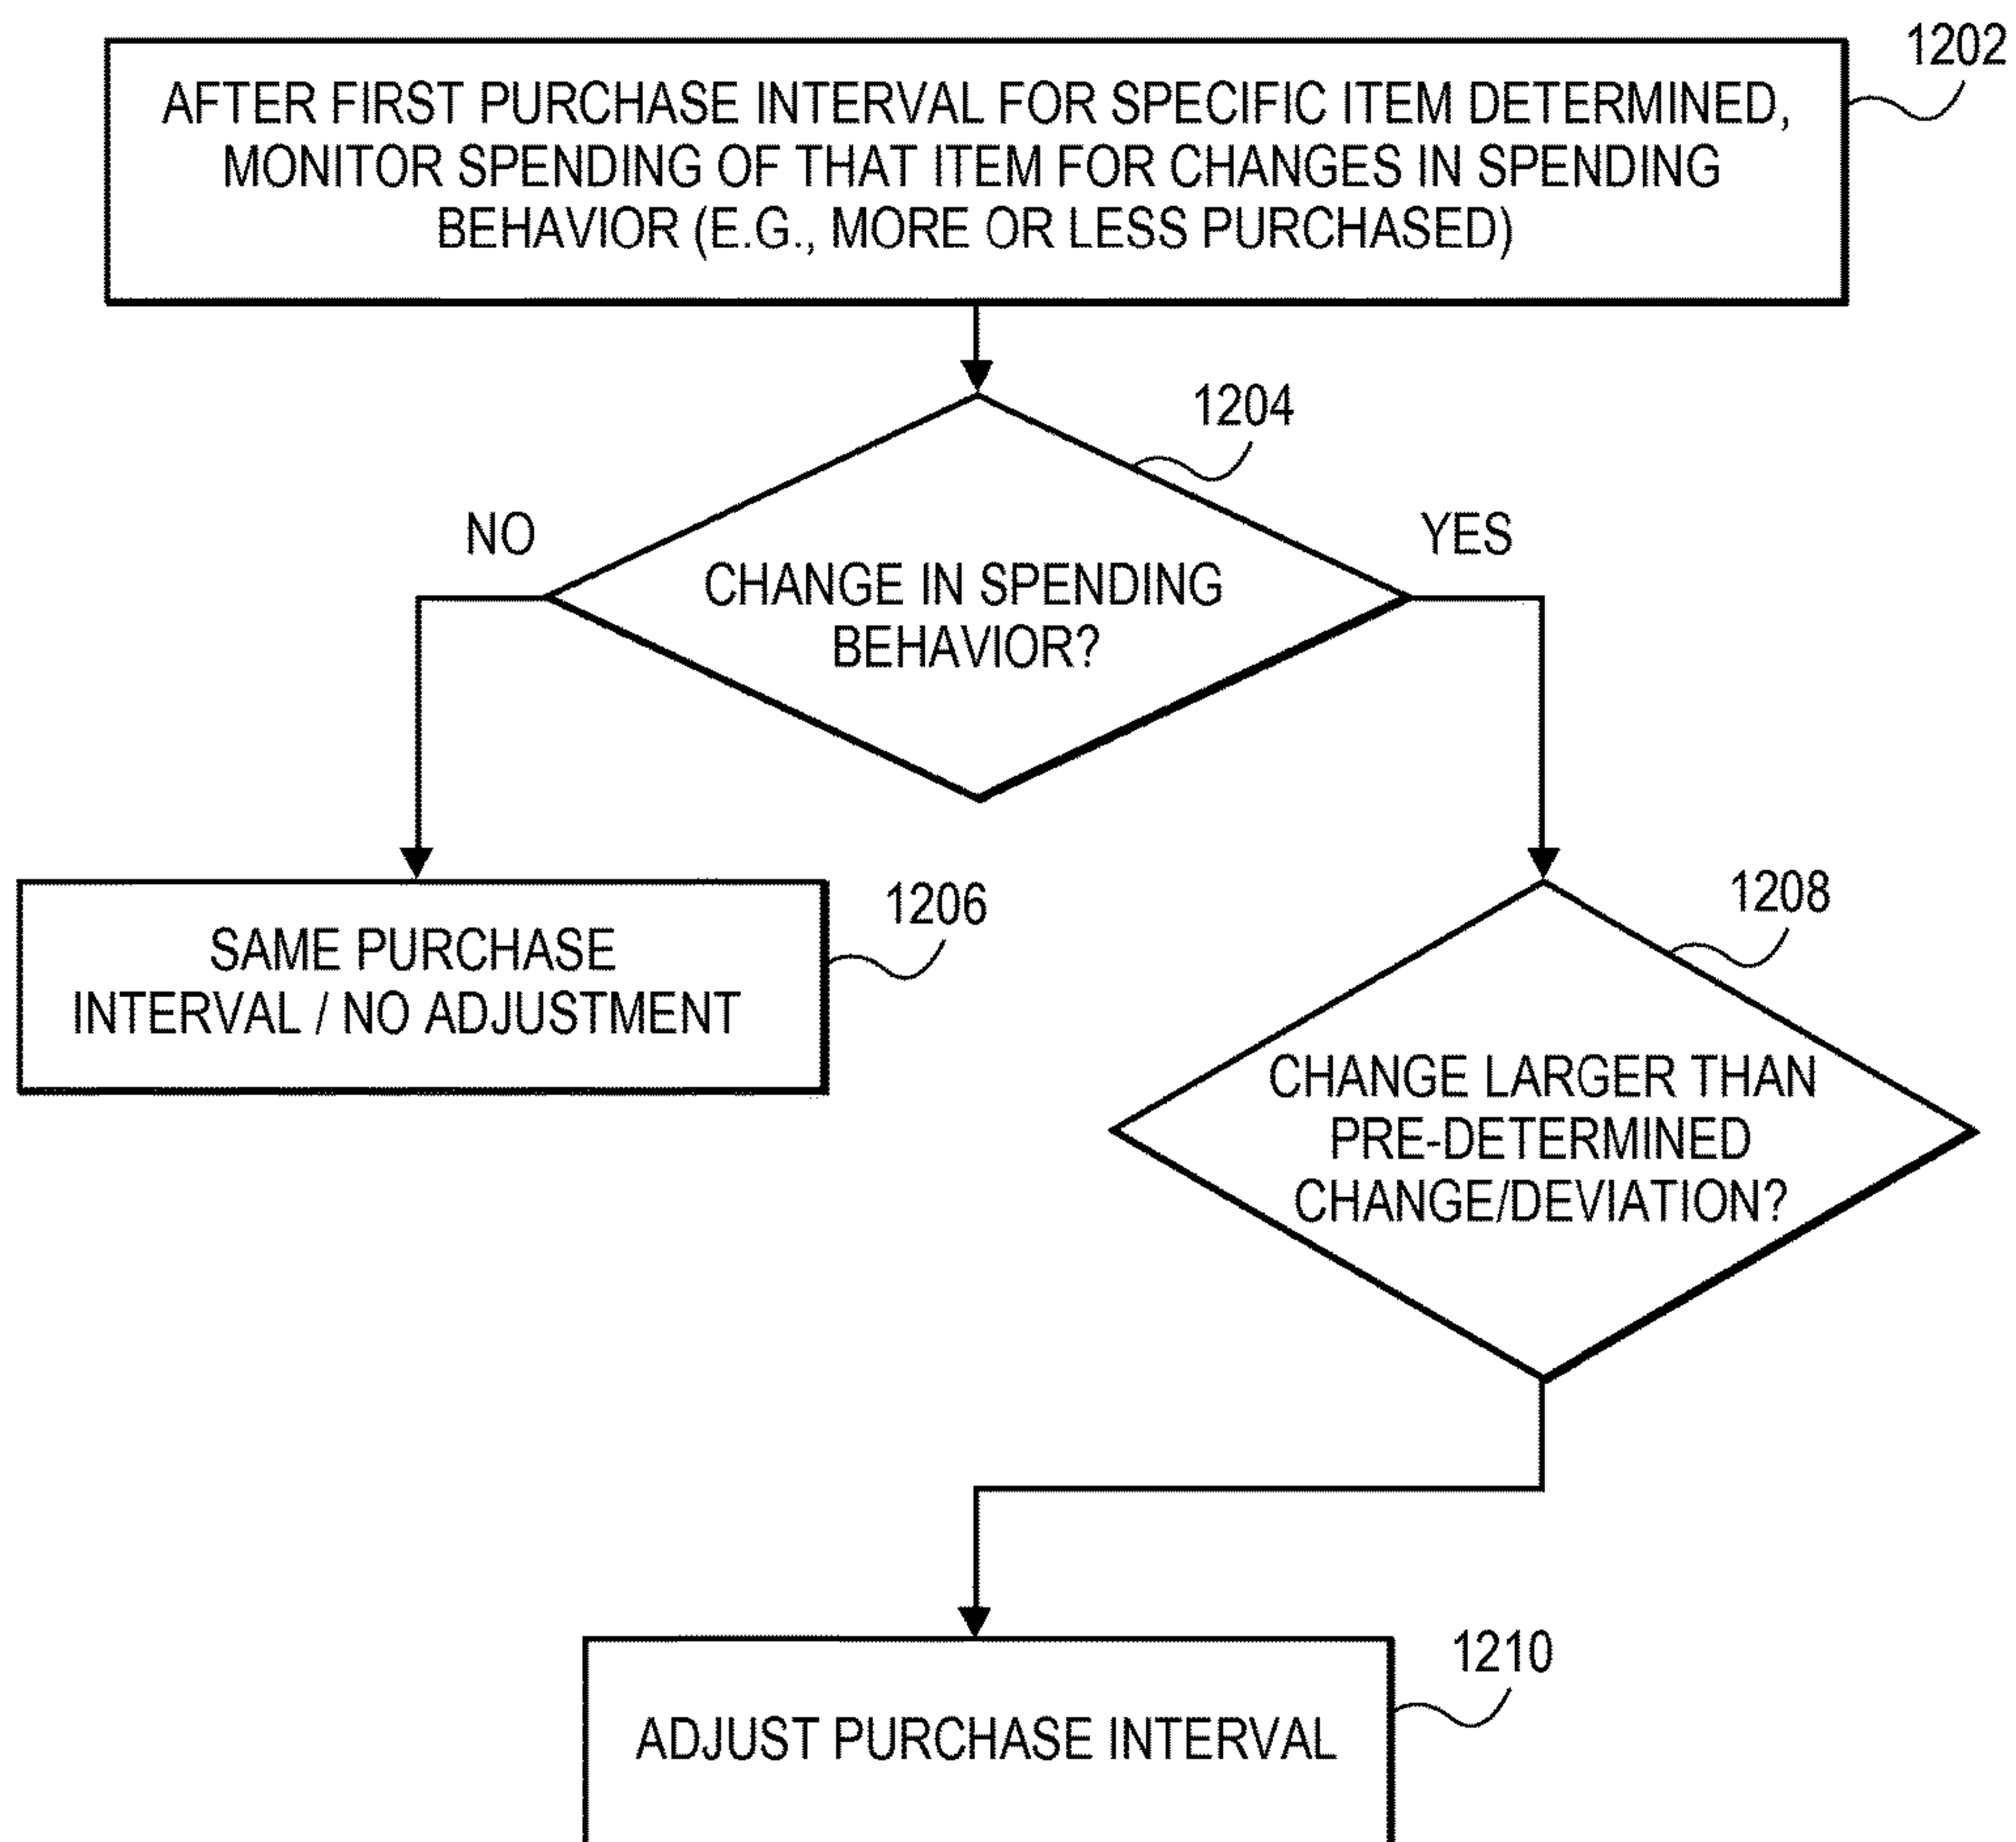 1202
AFTER FIRST PURCHASE INTERVAL FOR SPECIFIC ITEM DETERMINED,
MONITOR SPENDING OF THAT ITEM FOR CHANGES IN SPENDING
BEHAVIOR (E.G., MORE OR LESS PURCHASED)
1204
NO
YES
CHANGE IN SPENDING
BEHAVIOR?
1206
SAME PURCHASE
INTERVAL / NO ADJUSTMENT
1208
CHANGE LARGER THAN
PRE-DETERMINED
CHANGE/DEVIATION?
1210
ADJUST PURCHASE INTERVAL